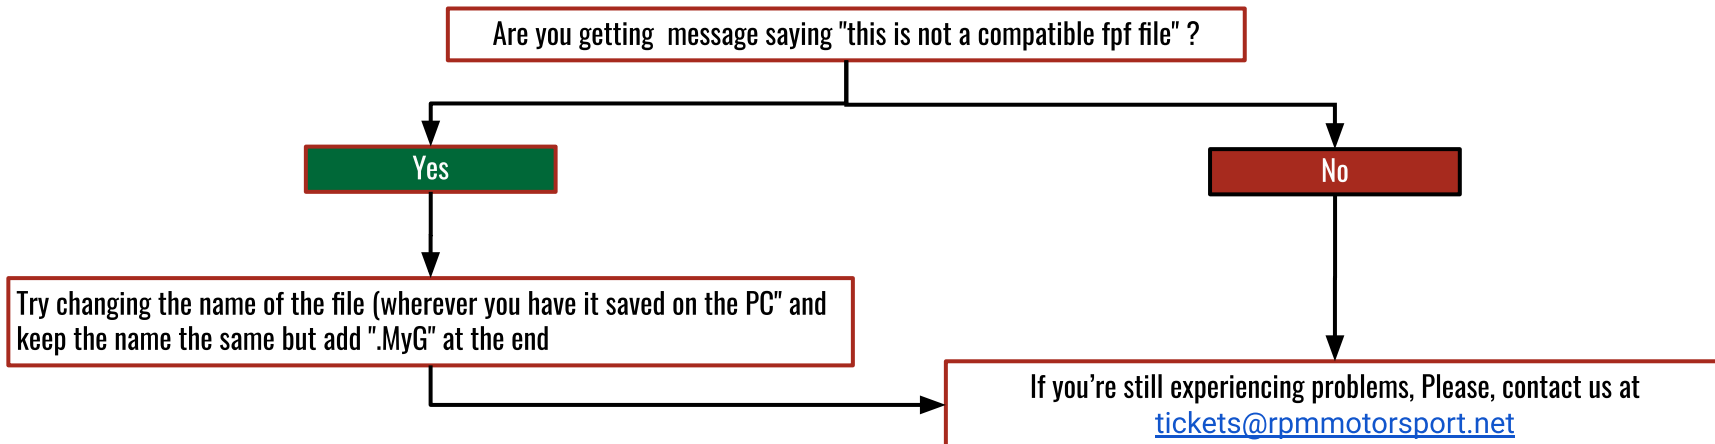 Are you getting  message saying "this is not a compatible fpf file" ?
Yes
No
Try changing the name of the file (wherever you have it saved on the PC" and
keep the name the same but add ".MyG" at the end
If you’re still experiencing problems, Please, contact us at
tickets@rpmmotorsport.net